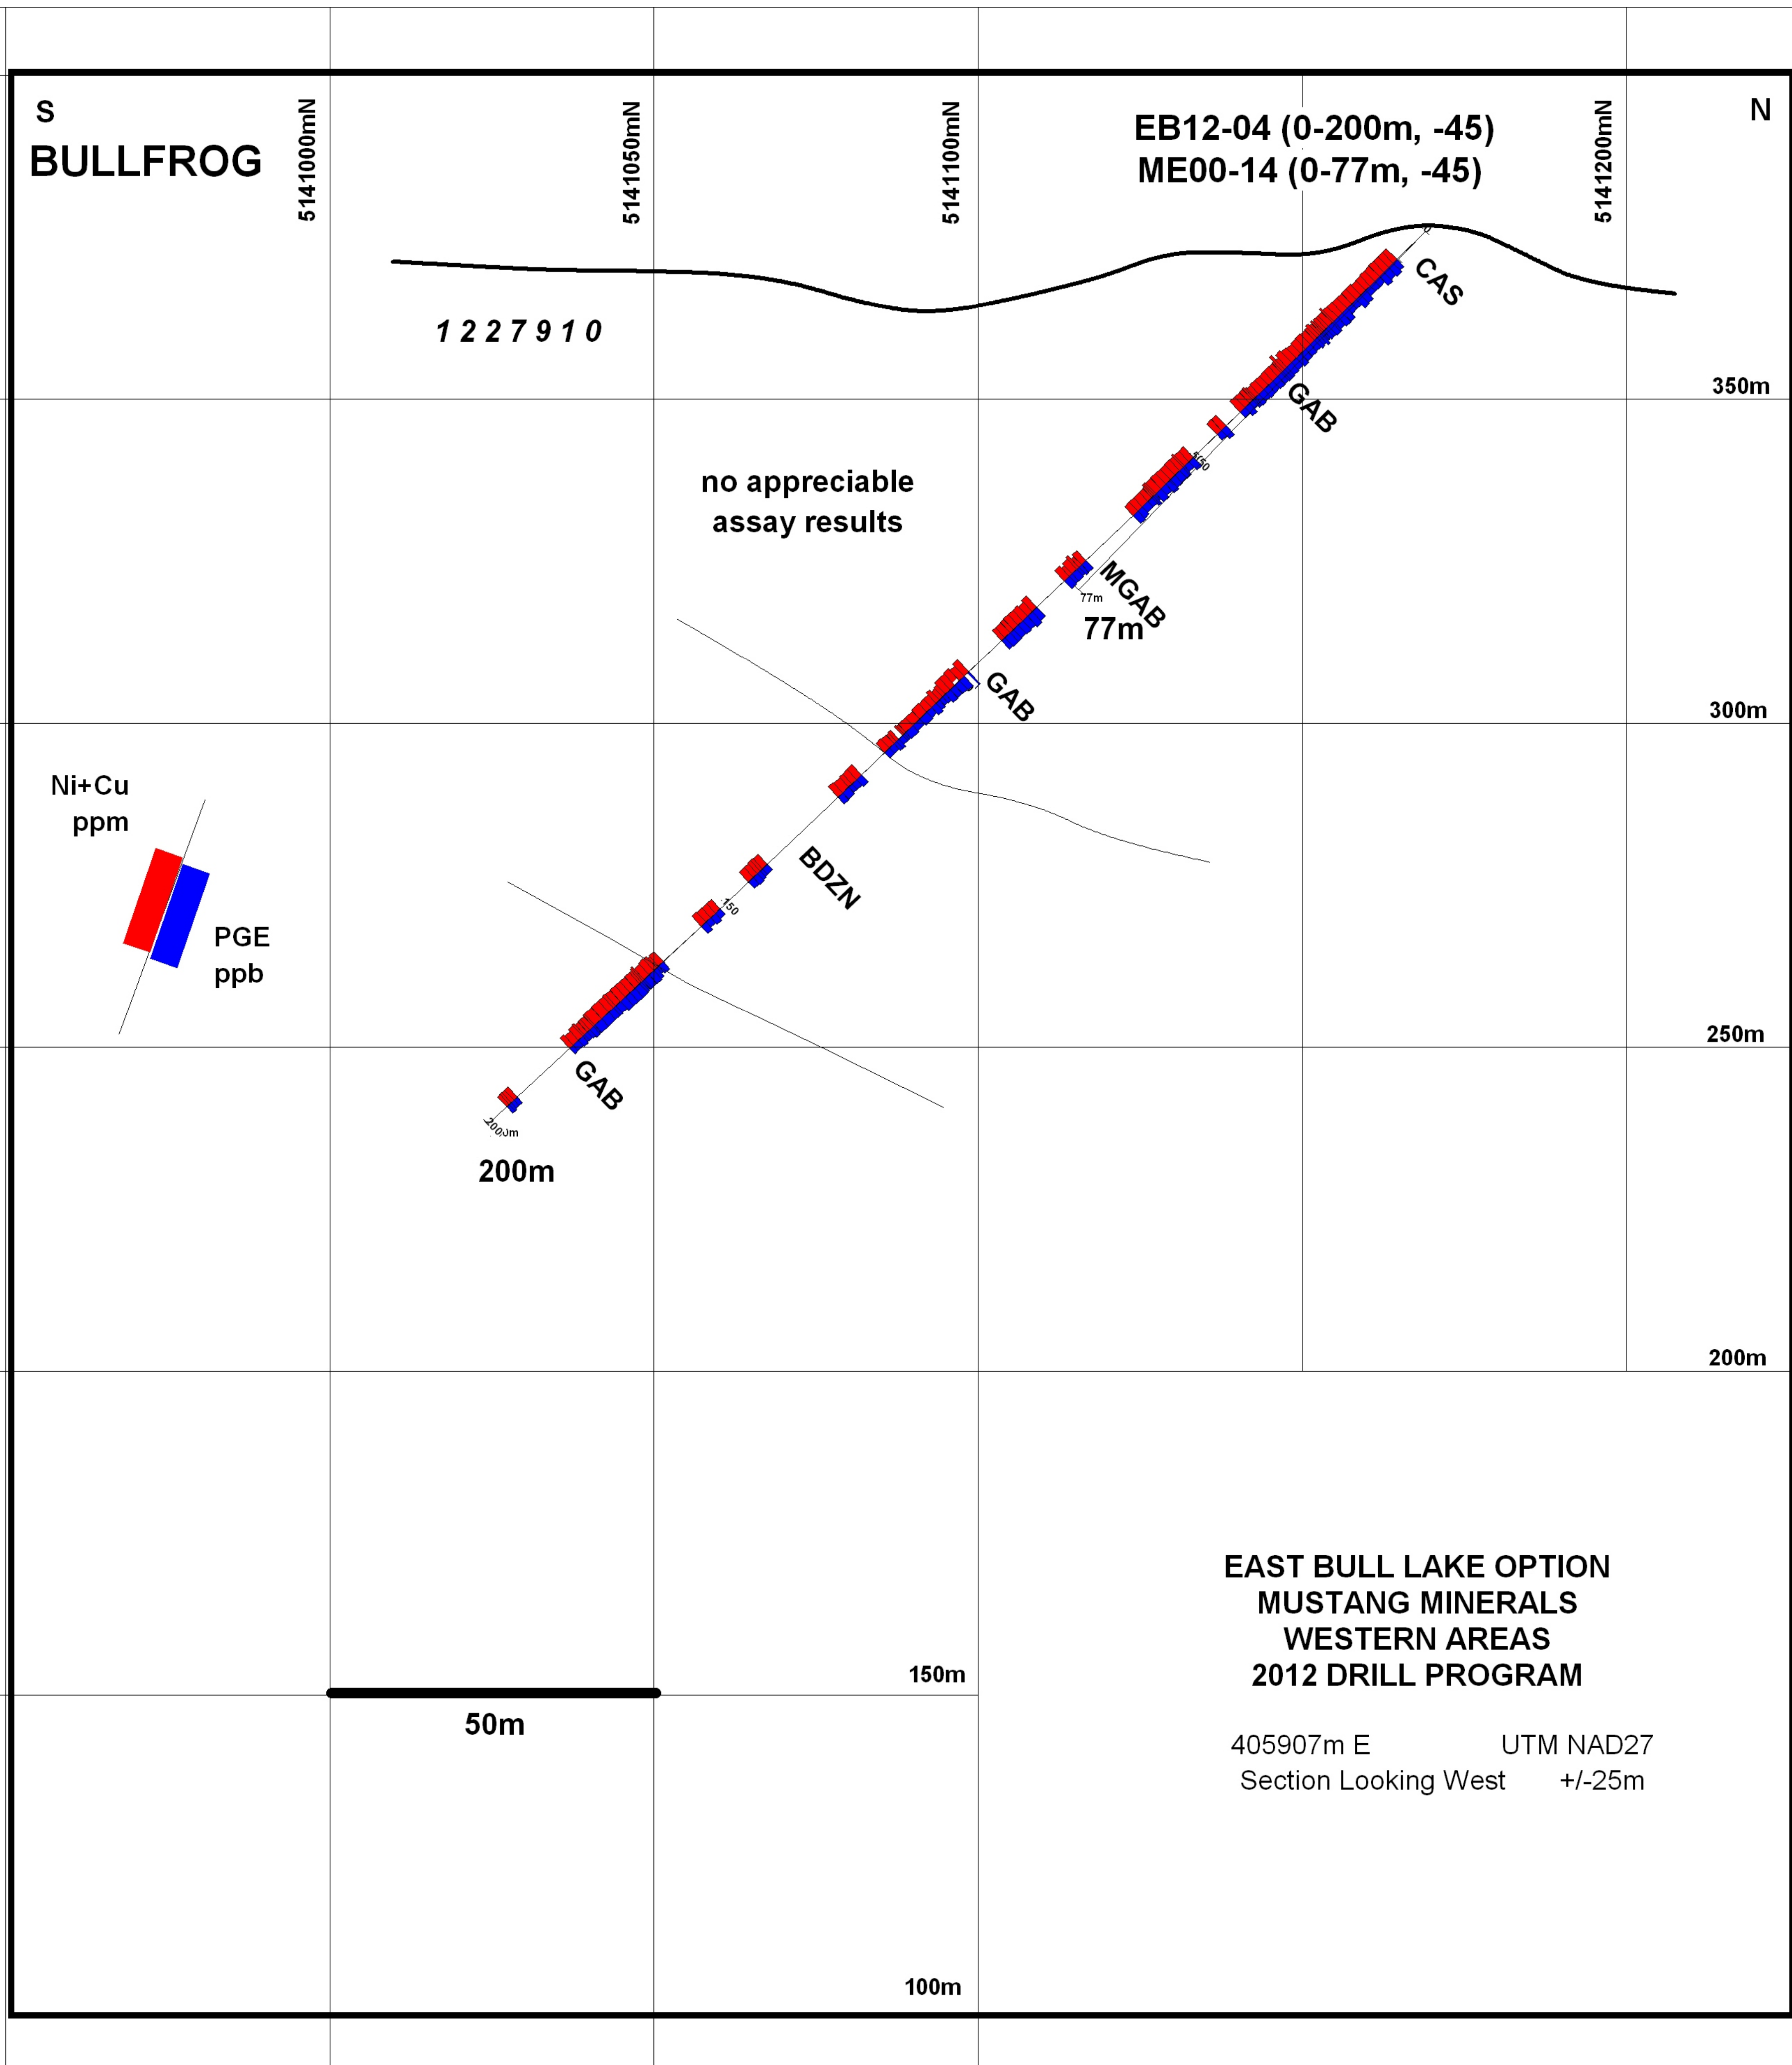 S
N
BULLFROG
5141000mN
5141050mN
5141100mN
5141200mN
EB12-04 (0-200m, -45)
ME00-14 (0-77m, -45)
0
CAS
1 2 2 7 9 1 0
350m
GAB
no appreciable
assay results
MGAB
77m
77m
GAB
300m
Ni+Cu
ppm
PGE
ppb
BDZN
150
250m
GAB
200m
200m
EAST BULL LAKE OPTION
MUSTANG MINERALS
WESTERN AREAS
2012 DRILL PROGRAM
150m
50m
405907m E UTM NAD27
Section Looking West +/-25m
100m